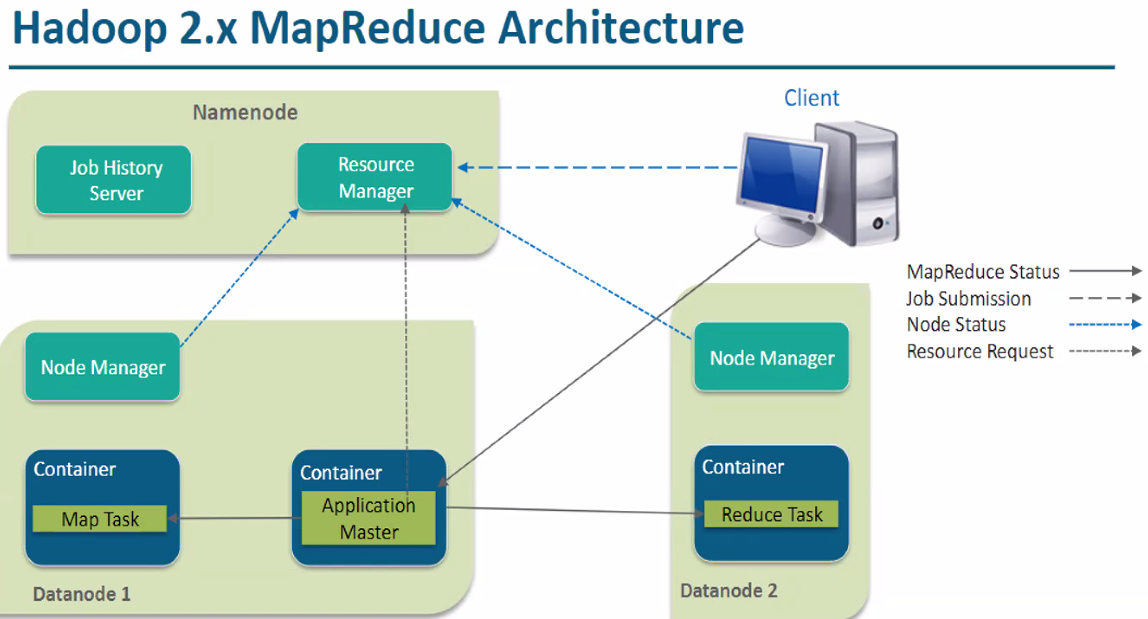 Hadoop 2.x MapReduce Architecture
Namenode
Job History
Server
Resource
Manager
Client
MapReduce Status
Job Submission
Node Status
Resource Request
Node Manager
Container
Map Task
Container
Application
Master
Datanode 1
Node Manager
Container
Reduce Task
Datanode 2